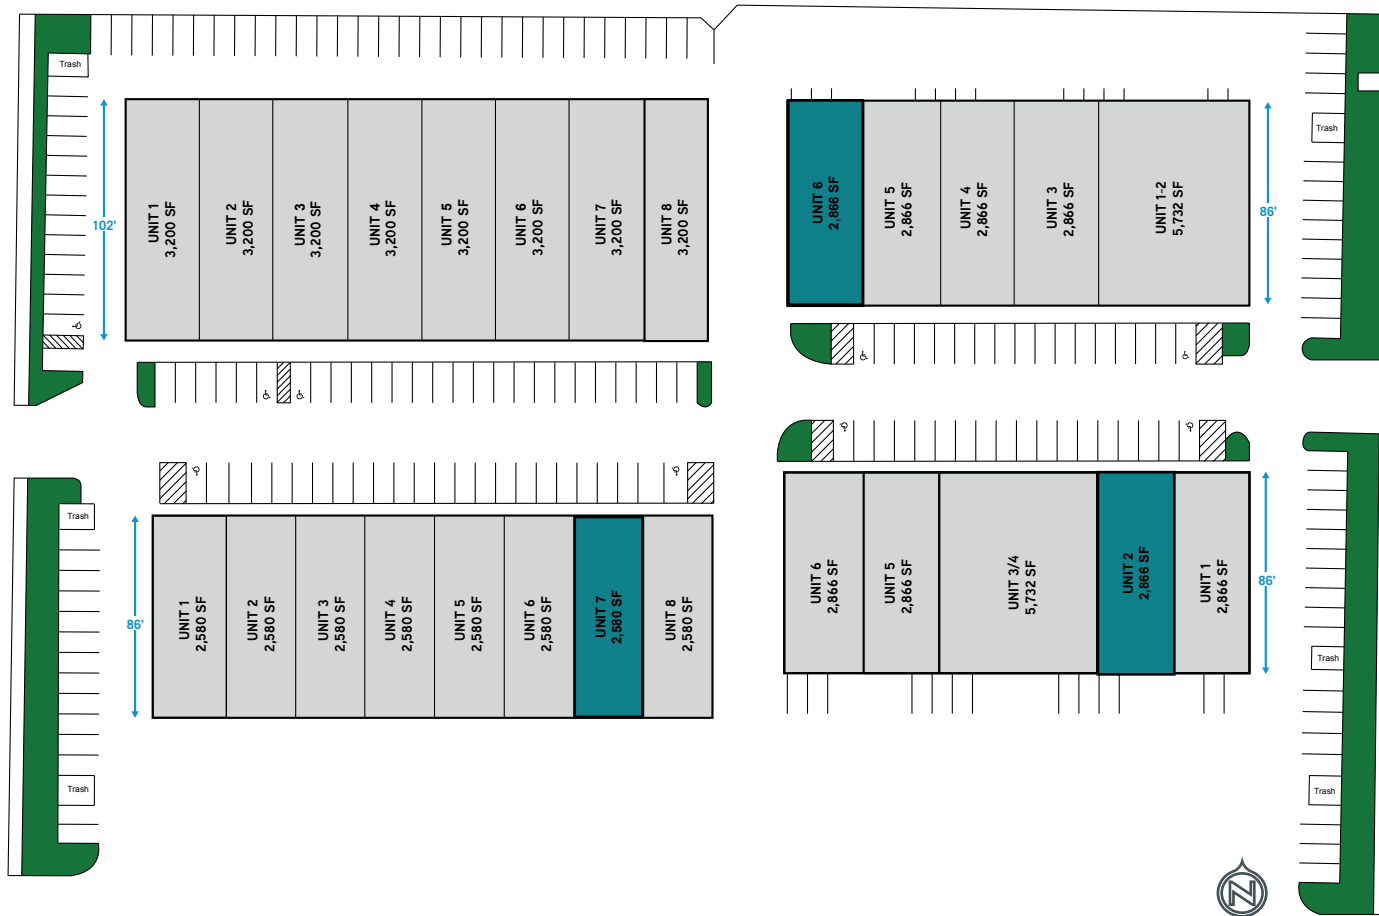 Trash
102'
UNIT 1
3,200 SF
UNIT 2
3,200 SF
UNIT 3
3,200 SF
UNIT 4
3,200 SF
UNIT 5
3,200 SF
UNIT 6
3,200 SF
UNIT 7
3,200 SF
UNIT 8
3,200 SF
UNIT 6
2,866 SF
UNIT 5
2,866 SF
UNIT 4
2,866 SF
UNIT 3
2,866 SF
UNIT 1-2
5,732 SF
86'
Trash
Trash
86'
UNIT 1
2,580 SF
UNIT 2
2,580 SF
UNIT 3
2,580 SF
UNIT 4
2,580 SF
UNIT 5
2,580 SF
UNIT 6
2,580 SF
UNIT 7
2,580 SF
UNIT 8
2,580 SF
Trash
UNIT 6
2,866 SF
UNIT 5
2,866 SF
UNIT 3/4
5,732 SF
UNIT 2
2,866 SF
UNIT 1
2,866 SF
86'
Trash
Trash
N